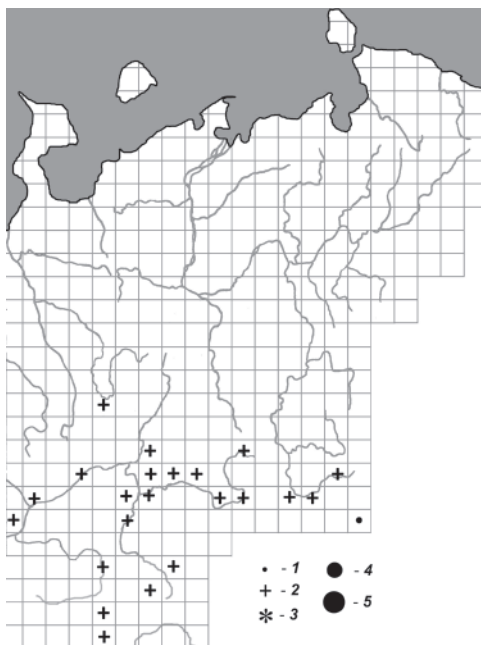 • - 1
+ - 2
✻ - 3
● - 4
● - 5